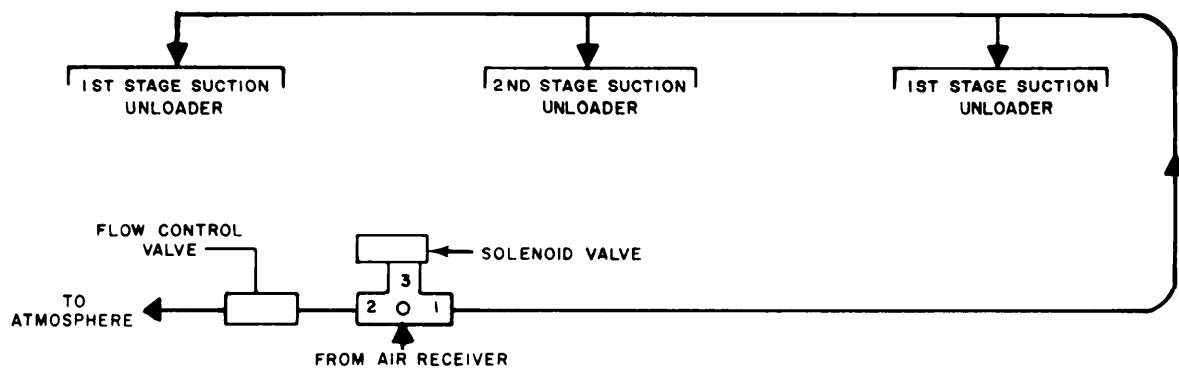 1ST STAGE SUCTION
UNLOADER
2ND STAGE SUCTION
UNLOADER
1ST STAGE SUCTION
UNLOADER
FLOW CONTROL
VALVE
SOLENOID VALVE
3
2
1
TO
ATMOSPHERE
FROM AIR RECEIVER